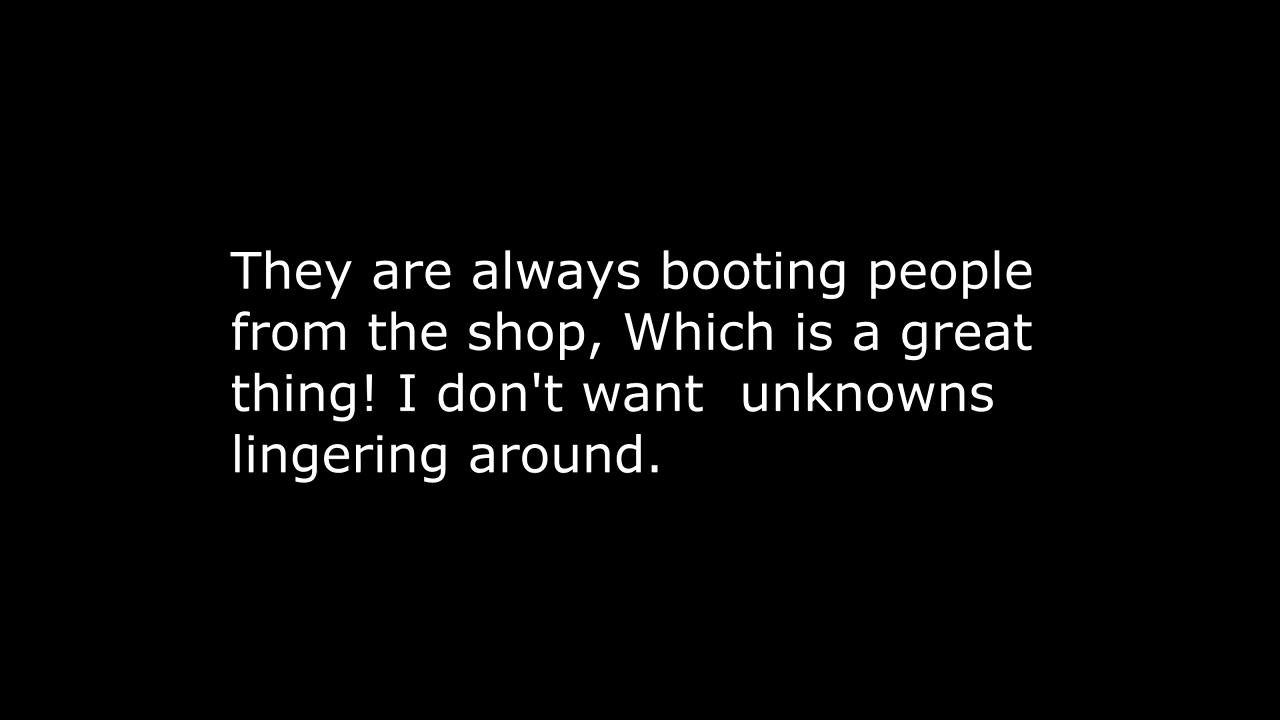 They are always booting people
from the shop, Which is a great
thing! I don't want  unknowns
lingering around.